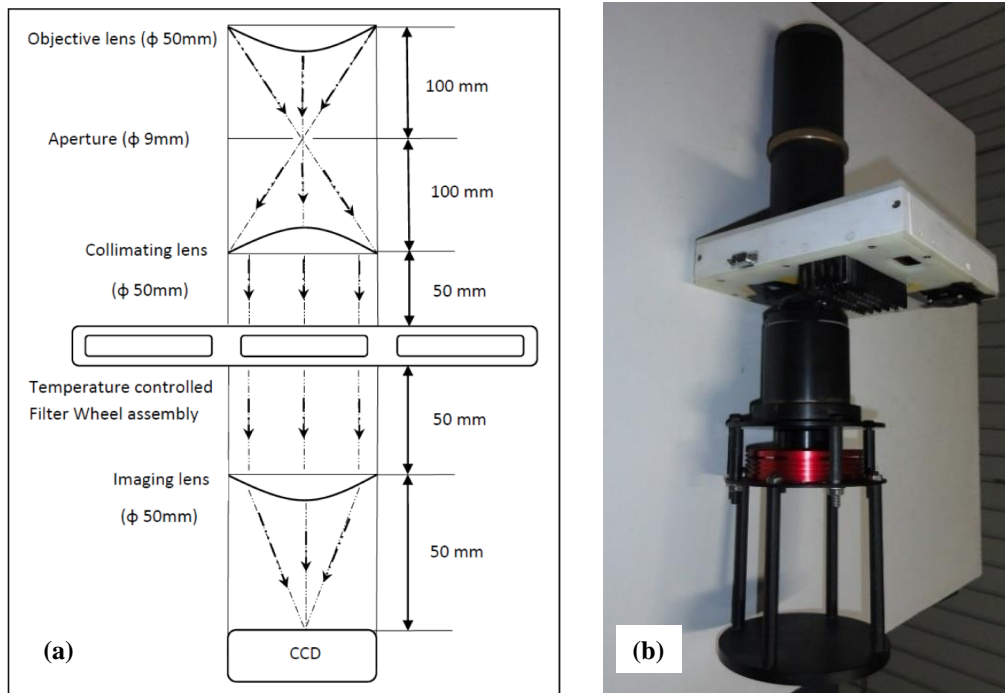 Objective lens (ϕ 50mm)
100 mm
Aperture (ϕ 9mm)
100 mm
Collimating lens
(ϕ 50mm)
50 mm
Temperature controlled
Filter Wheel assembly
50 mm
Imaging lens
(ϕ 50mm)
50 mm
CCD
(a)
(b)